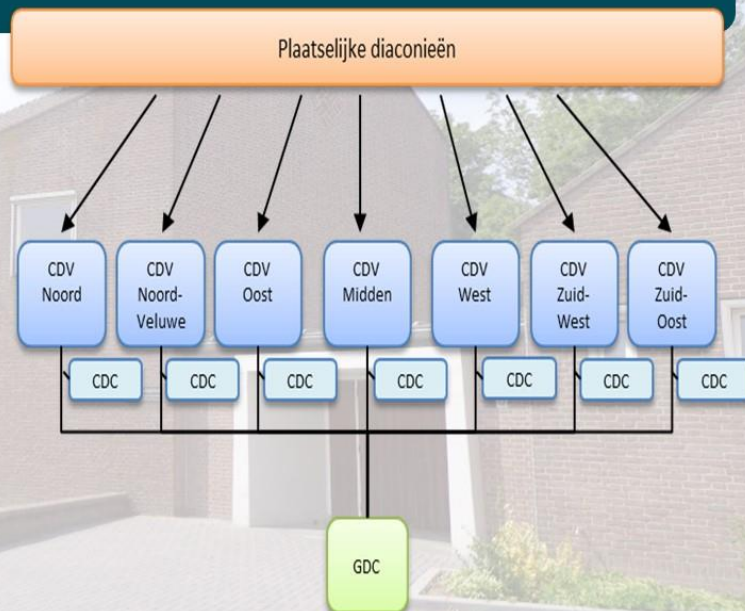 Plaatselijke diaconieën
CDV
Noord
CDV
Noord-
Veluwe
CDV
Oost
CDV
Midden
CDV
West
CDV
Zuid-
West
CDV
Zuid-
Oost
CDC
CDC
CDC
CDC
CDC
CDC
CDC
GDC